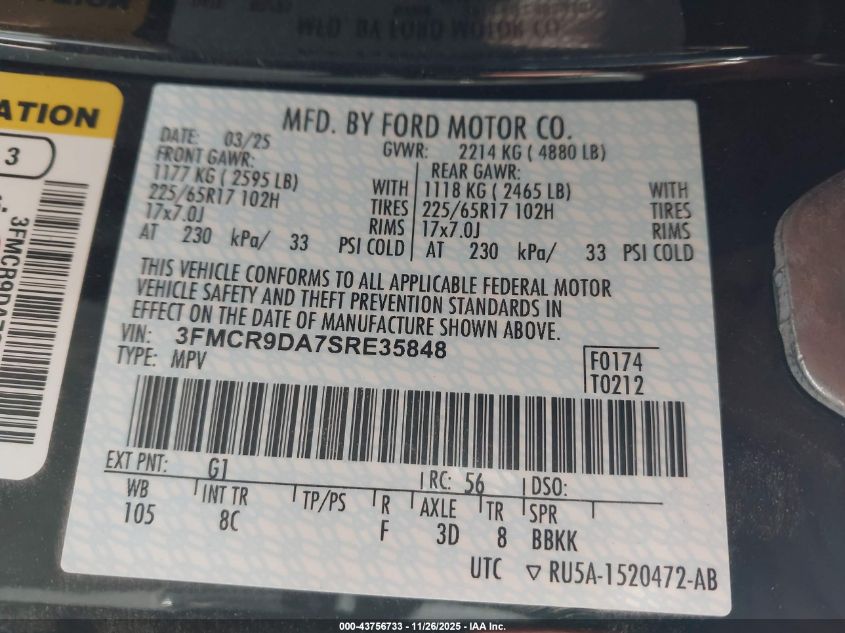 MFD. BY FORD MOTOR CO.
ATION
3
3FMCR9DA7S
MFD. BY FORD MOTOR CO.
DATE: 03/25
GVWR: 2214 KG ( 4880 LB)
FRONT GAWR:
1177 KG ( 2595 LB) WITH
225/65R17 102H TIRES
17x7.0J RIMS
AT 230 kPa/ 33 PSI COLD
REAR GAWR:
1118 KG ( 2465 LB) WITH
225/65R17 102H TIRES
17x7.0J RIMS
AT 230 kPa/ 33 PSI COLD
THIS VEHICLE CONFORMS TO ALL APPLICABLE FEDERAL MOTOR
VEHICLE SAFETY AND THEFT PREVENTION STANDARDS IN
EFFECT ON THE DATE OF MANUFACTURE SHOWN ABOVE.
VIN: 3FMCR9DA7SRE35848
TYPE: MPV
F0174
T0212
EXT PNT: G1 RC: 56 DSO:
WB INT TR TP/PS R AXLE TR SPR
105 8C F 3D 8 BBKK
UTC ▽ RU5A-1520472-AB
000-43756733 - 11/26/2025 - IAA Inc.